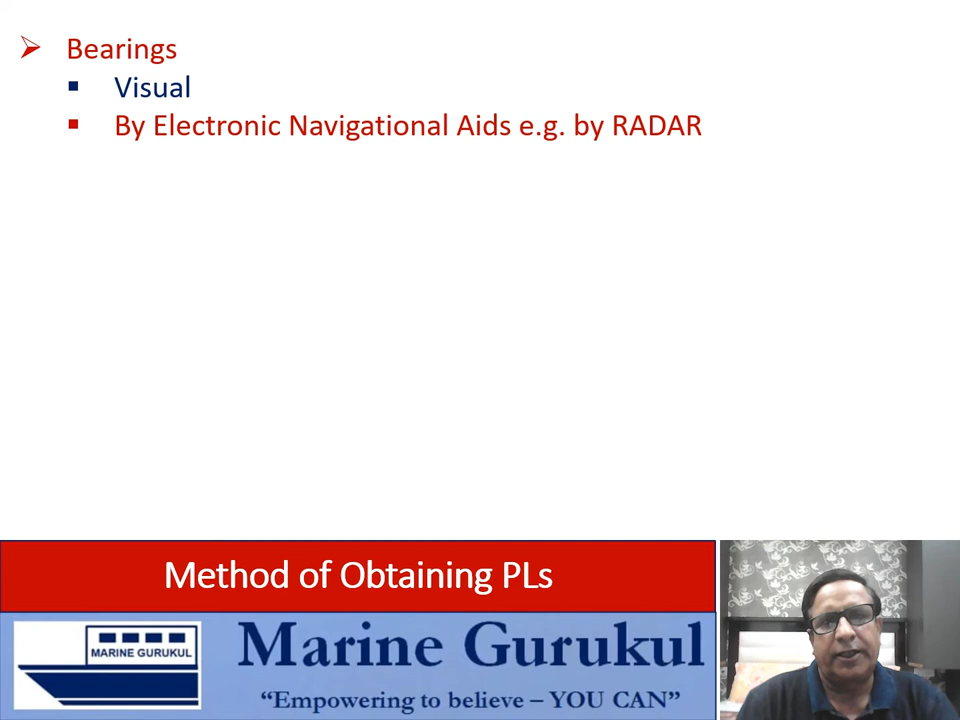 Bearings
Visual
By Electronic Navigational Aids e.g. by RADAR
Method of Obtaining PLs
MARINE GURUKUL
Marine Gurukul
“Empowering to believe – YOU CAN”